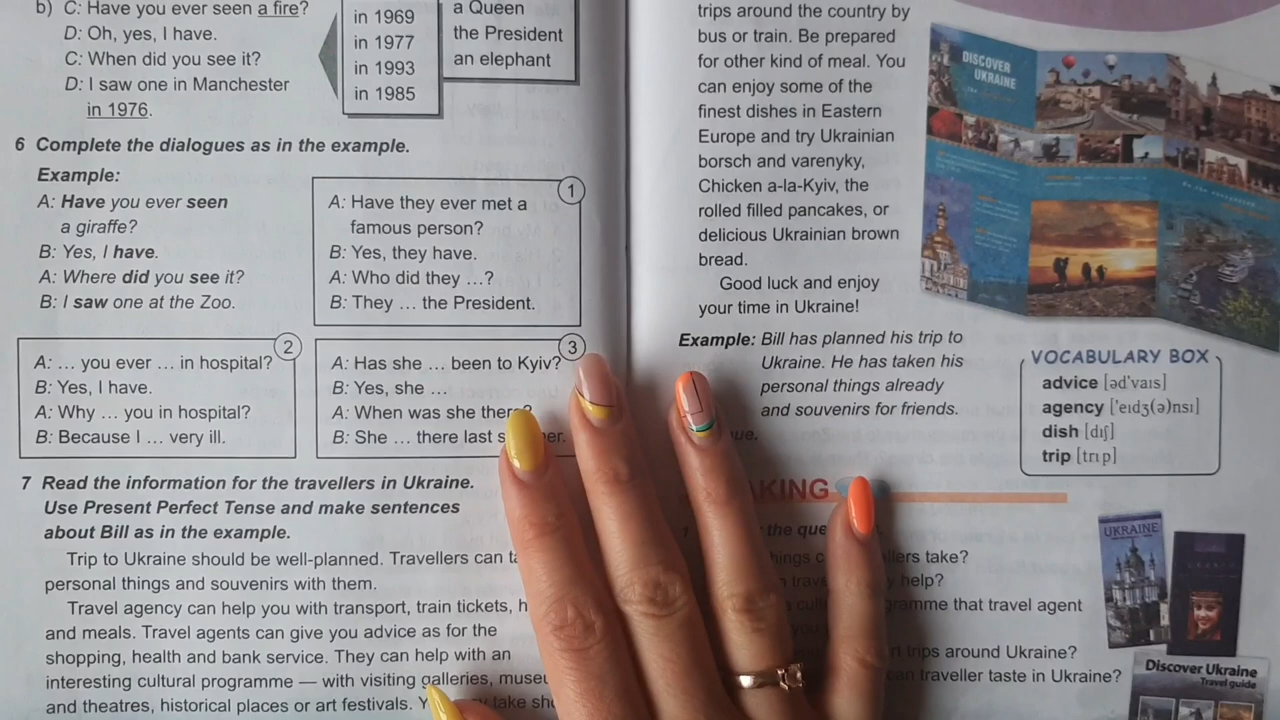 b) C: Have you ever seen a fire?
D: Oh, yes, I have.
C: When did you see it?
D: I saw one in Manchester
in 1976.
in 1969
in 1977
in 1993
in 1985
a Queen
the President
an elephant
6 Complete the dialogues as in the example.
Example:
A: Have you ever seen
a giraffe?
B: Yes, I have.
A: Where did you see it?
B: I saw one at the Zoo.
1
A: Have they ever met a
famous person?
B: Yes, they have.
A: Who did they ...?
B: They ... the President.
2
A: ... you ever ... in hospital?
B: Yes, I have.
A: Why ... you in hospital?
B: Because I ... very ill.
3
A: Has she ... been to Kyiv?
B: Yes, she ...
A: When was she there?
B: She ... there last
7 Read the information for the travellers in Ukraine.
Use Present Perfect Tense and make sentences
about Bill as in the example.
Trip to Ukraine should be well-planned. Travellers can
personal things and souvenirs with them.
Travel agency can help you with transport, train tickets,
and meals. Travel agents can give you advice as for the
shopping, health and bank service. They can help with an
interesting cultural programme — with visiting galleries,
and theatres, historical places or art festivals. take
trips around the country by
bus or train. Be prepared
for other kind of meal. You
can enjoy some of the
finest dishes in Eastern
Europe and try Ukrainian
borsch and varenyky,
Chicken a-la-Kyiv, the
rolled filled pancakes, or
delicious Ukrainian brown
bread.
Good luck and enjoy
your time in Ukraine!
Example: Bill has planned his trip to
Ukraine. He has taken his
personal things already
and souvenirs for friends.
DISCOVER
UKRAINE
VOCABULARY BOX
advice [əd'vaıs]
agency ['eıdʒ(ə)nsı]
dish [dıʃ]
trip [trıp]
1 the
take?
help?
that travel agent
trips around Ukraine?
can traveller taste in Ukraine?
UKRAINE
Discover Ukraine
Travel guide